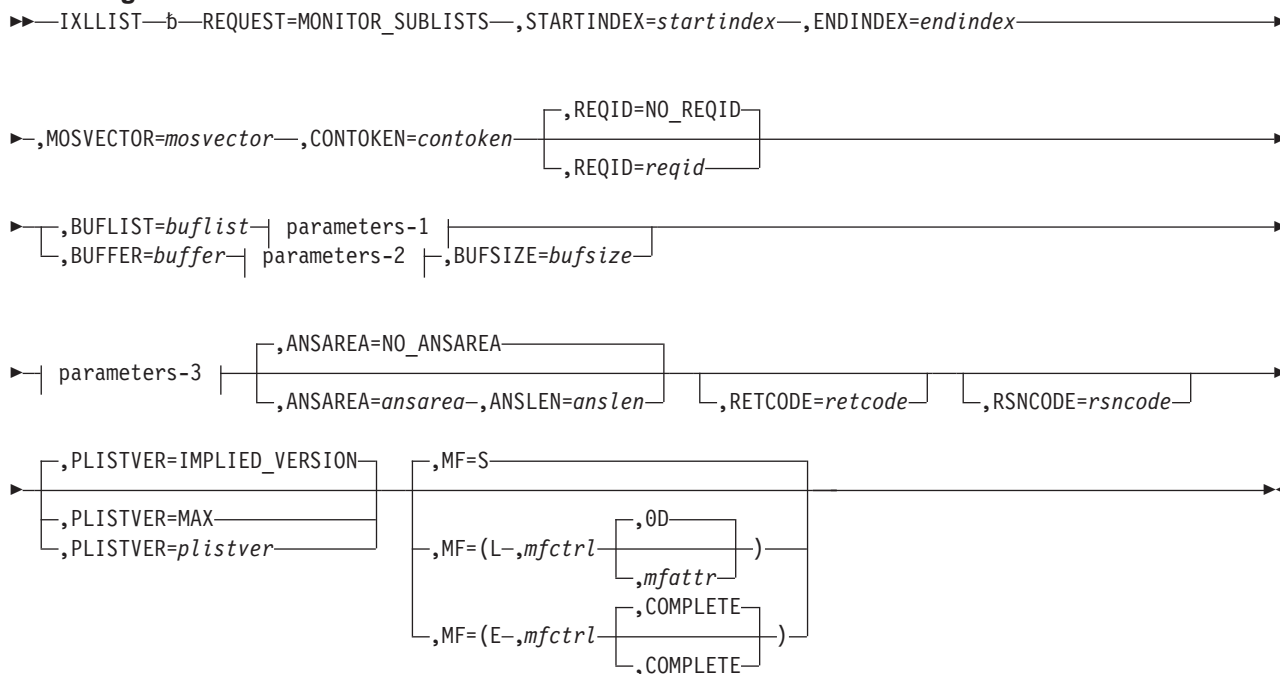 IXLLIST ƀ REQUEST=MONITOR_SUBLISTS ,STARTINDEX=startindex ,ENDINDEX=endindex
,REQID=NO_REQID
,MOSVECTOR=mosvector ,CONTOKEN=contoken
,REQID=reqid
,BUFLIST=buflist parameters-1
,BUFFER=buffer parameters-2 ,BUFSIZE=bufsize
,ANSAREA=NO_ANSAREA
parameters-3
,ANSAREA=ansarea ,ANSLEN=anslen ,RETCODE=retcode ,RSNCODE=rsncode
,PLISTVER=IMPLIED_VERSION ,MF=S
,PLISTVER=MAX ,0D
,PLISTVER=plistver ,MF=(L ,mfctrl )
,mfattr
,COMPLETE
,MF=(E ,mfctrl )
,COMPLETE